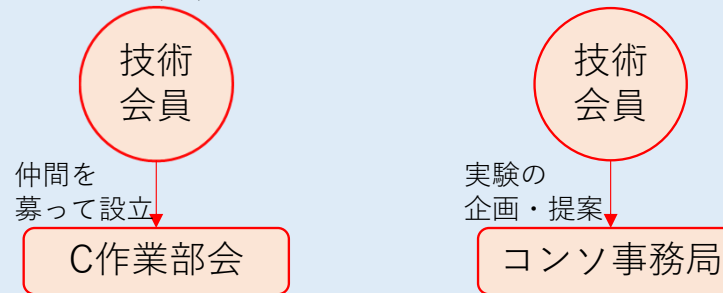 技術
会員
仲間を
募って設立
C作業部会
技術
会員
実験の
企画・提案
コンソ事務局